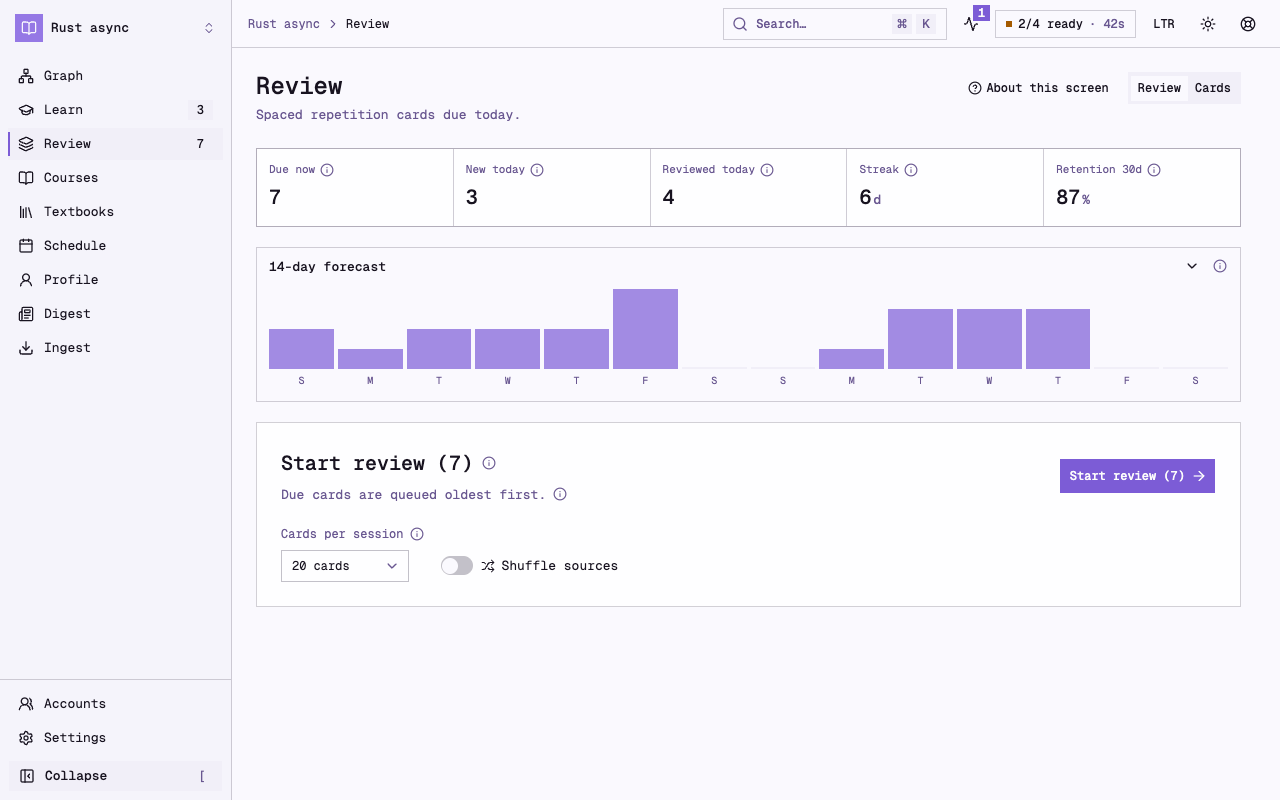 Rust async
Graph
Learn 3
Review 7
Courses
Textbooks
Schedule
Profile
Digest
Ingest
Accounts
Settings
Collapse [
Rust async > Review
Search… ⌘ K
1
2/4 ready · 42s
LTR
Review
Spaced repetition cards due today.
About this screen
Review Cards
Due now
7
New today
3
Reviewed today
4
Streak
6d
Retention 30d
87%
14-day forecast
S M T W T F S S M T W T F S
Start review (7)
Due cards are queued oldest first.
Start review (7) →
Cards per session
20 cards
Shuffle sources